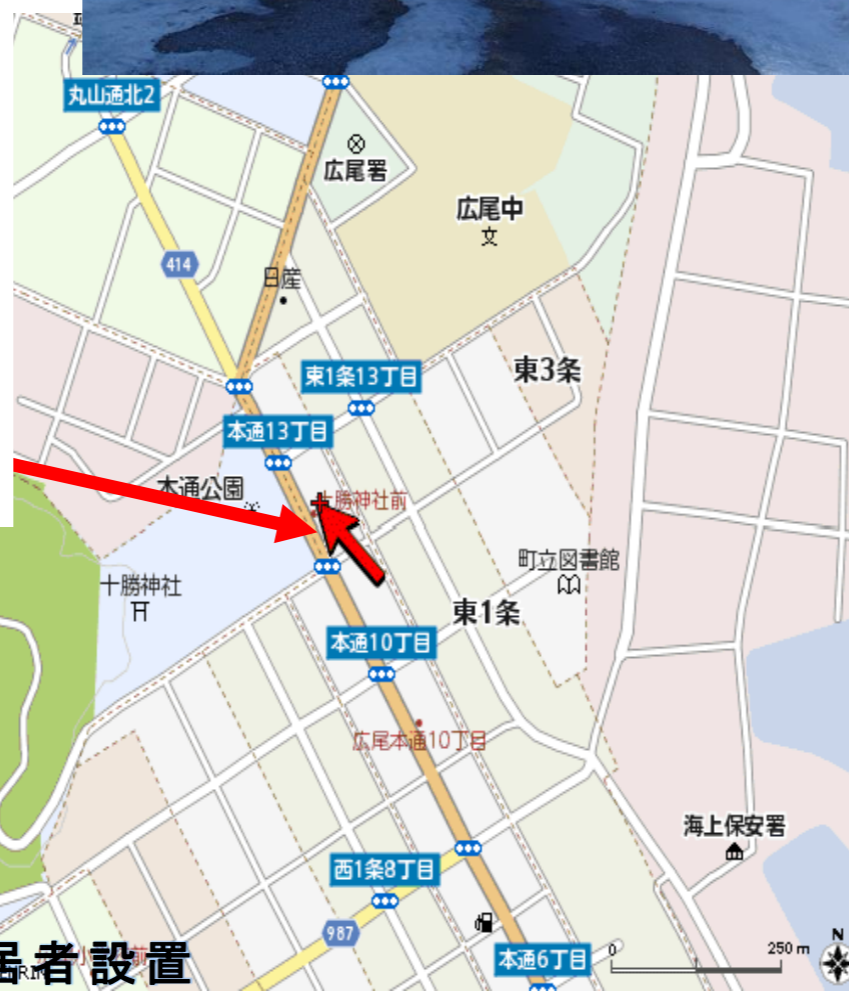 丸山通北2
広尾署
広尾中
文
414
日産
東1条13丁目
東3条
本通13丁目
本通公園
十勝神社前
町立図書館
十勝神社
東1条
本通10丁目
広尾本通10丁目
海上保安署
西1条8丁目
987
本通6丁目
0
250 m
N
居者設置